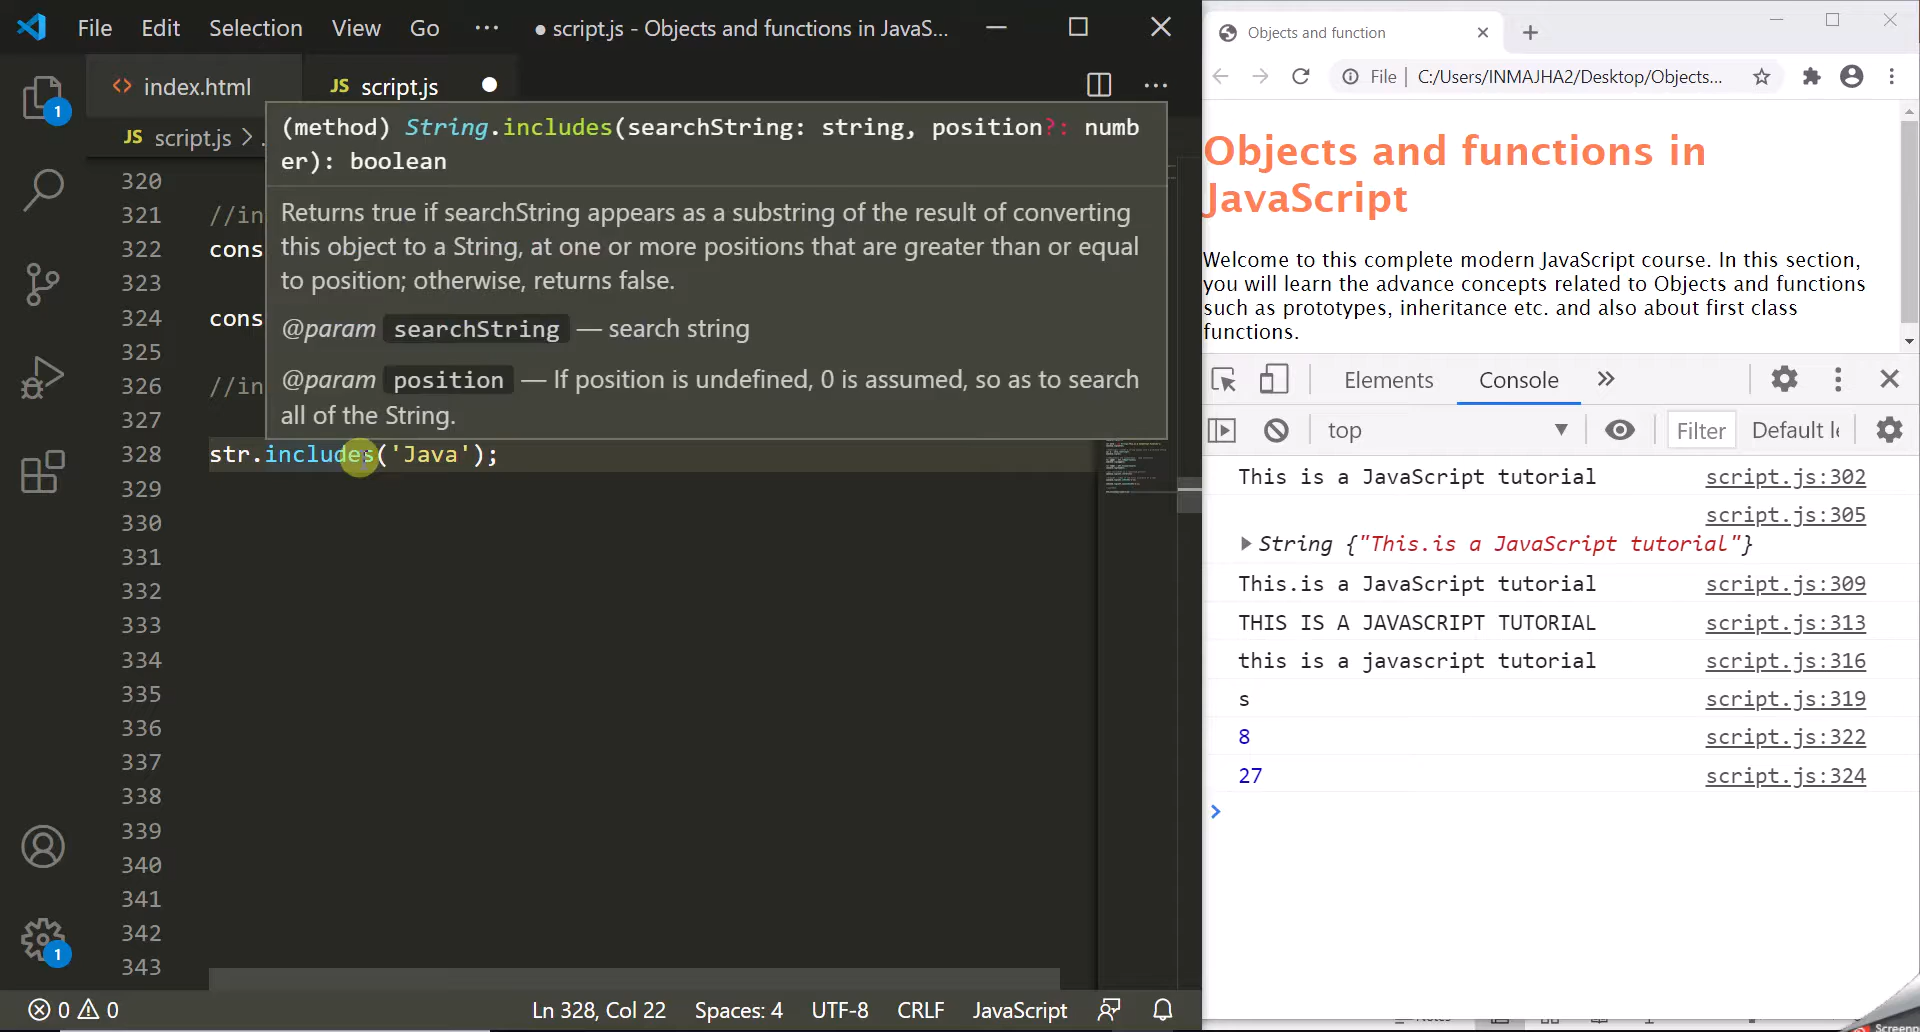 File Edit Selection View Go ··· ● script.js - Objects and functions in JavaS...
index.html JS script.js
JS script.js > .
(method) String.includes(searchString: string, position?: numb
er): boolean
Returns true if searchString appears as a substring of the result of converting
this object to a String, at one or more positions that are greater than or equal
to position; otherwise, returns false.
@param searchString — search string
@param position — If position is undefined, 0 is assumed, so as to search
all of the String.
320
321 //in
322 cons
323
324 cons
325
326 //in
327
328 str.includes('Java');
329
330
331
332
333
334
335
336
337
338
339
340
341
342
343
1
1
0 0 Ln 328, Col 22 Spaces: 4 UTF-8 CRLF JavaScript
Objects and function
File C:/Users/INMAJHA2/Desktop/Objects...
Objects and functions in
JavaScript
Welcome to this complete modern JavaScript course. In this section,
you will learn the advance concepts related to Objects and functions
such as prototypes, inheritance etc. and also about first class
functions.
Elements Console
top Filter Default le
This is a JavaScript tutorial script.js:302
script.js:305
String {"This.is a JavaScript tutorial"}
This.is a JavaScript tutorial script.js:309
THIS IS A JAVASCRIPT TUTORIAL script.js:313
this is a javascript tutorial script.js:316
s script.js:319
8 script.js:322
27 script.js:324